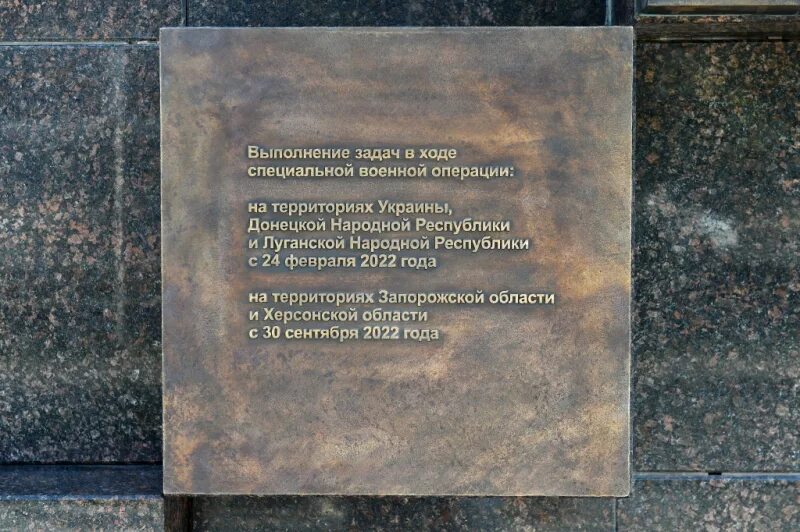 Выполнение задач в ходе
специальной военной операции:
на территориях Украины,
Донецкой Народной Республики
и Луганской Народной Республики
с 24 февраля 2022 года
на территориях Запорожской области
и Херсонской области
с 30 сентября 2022 года